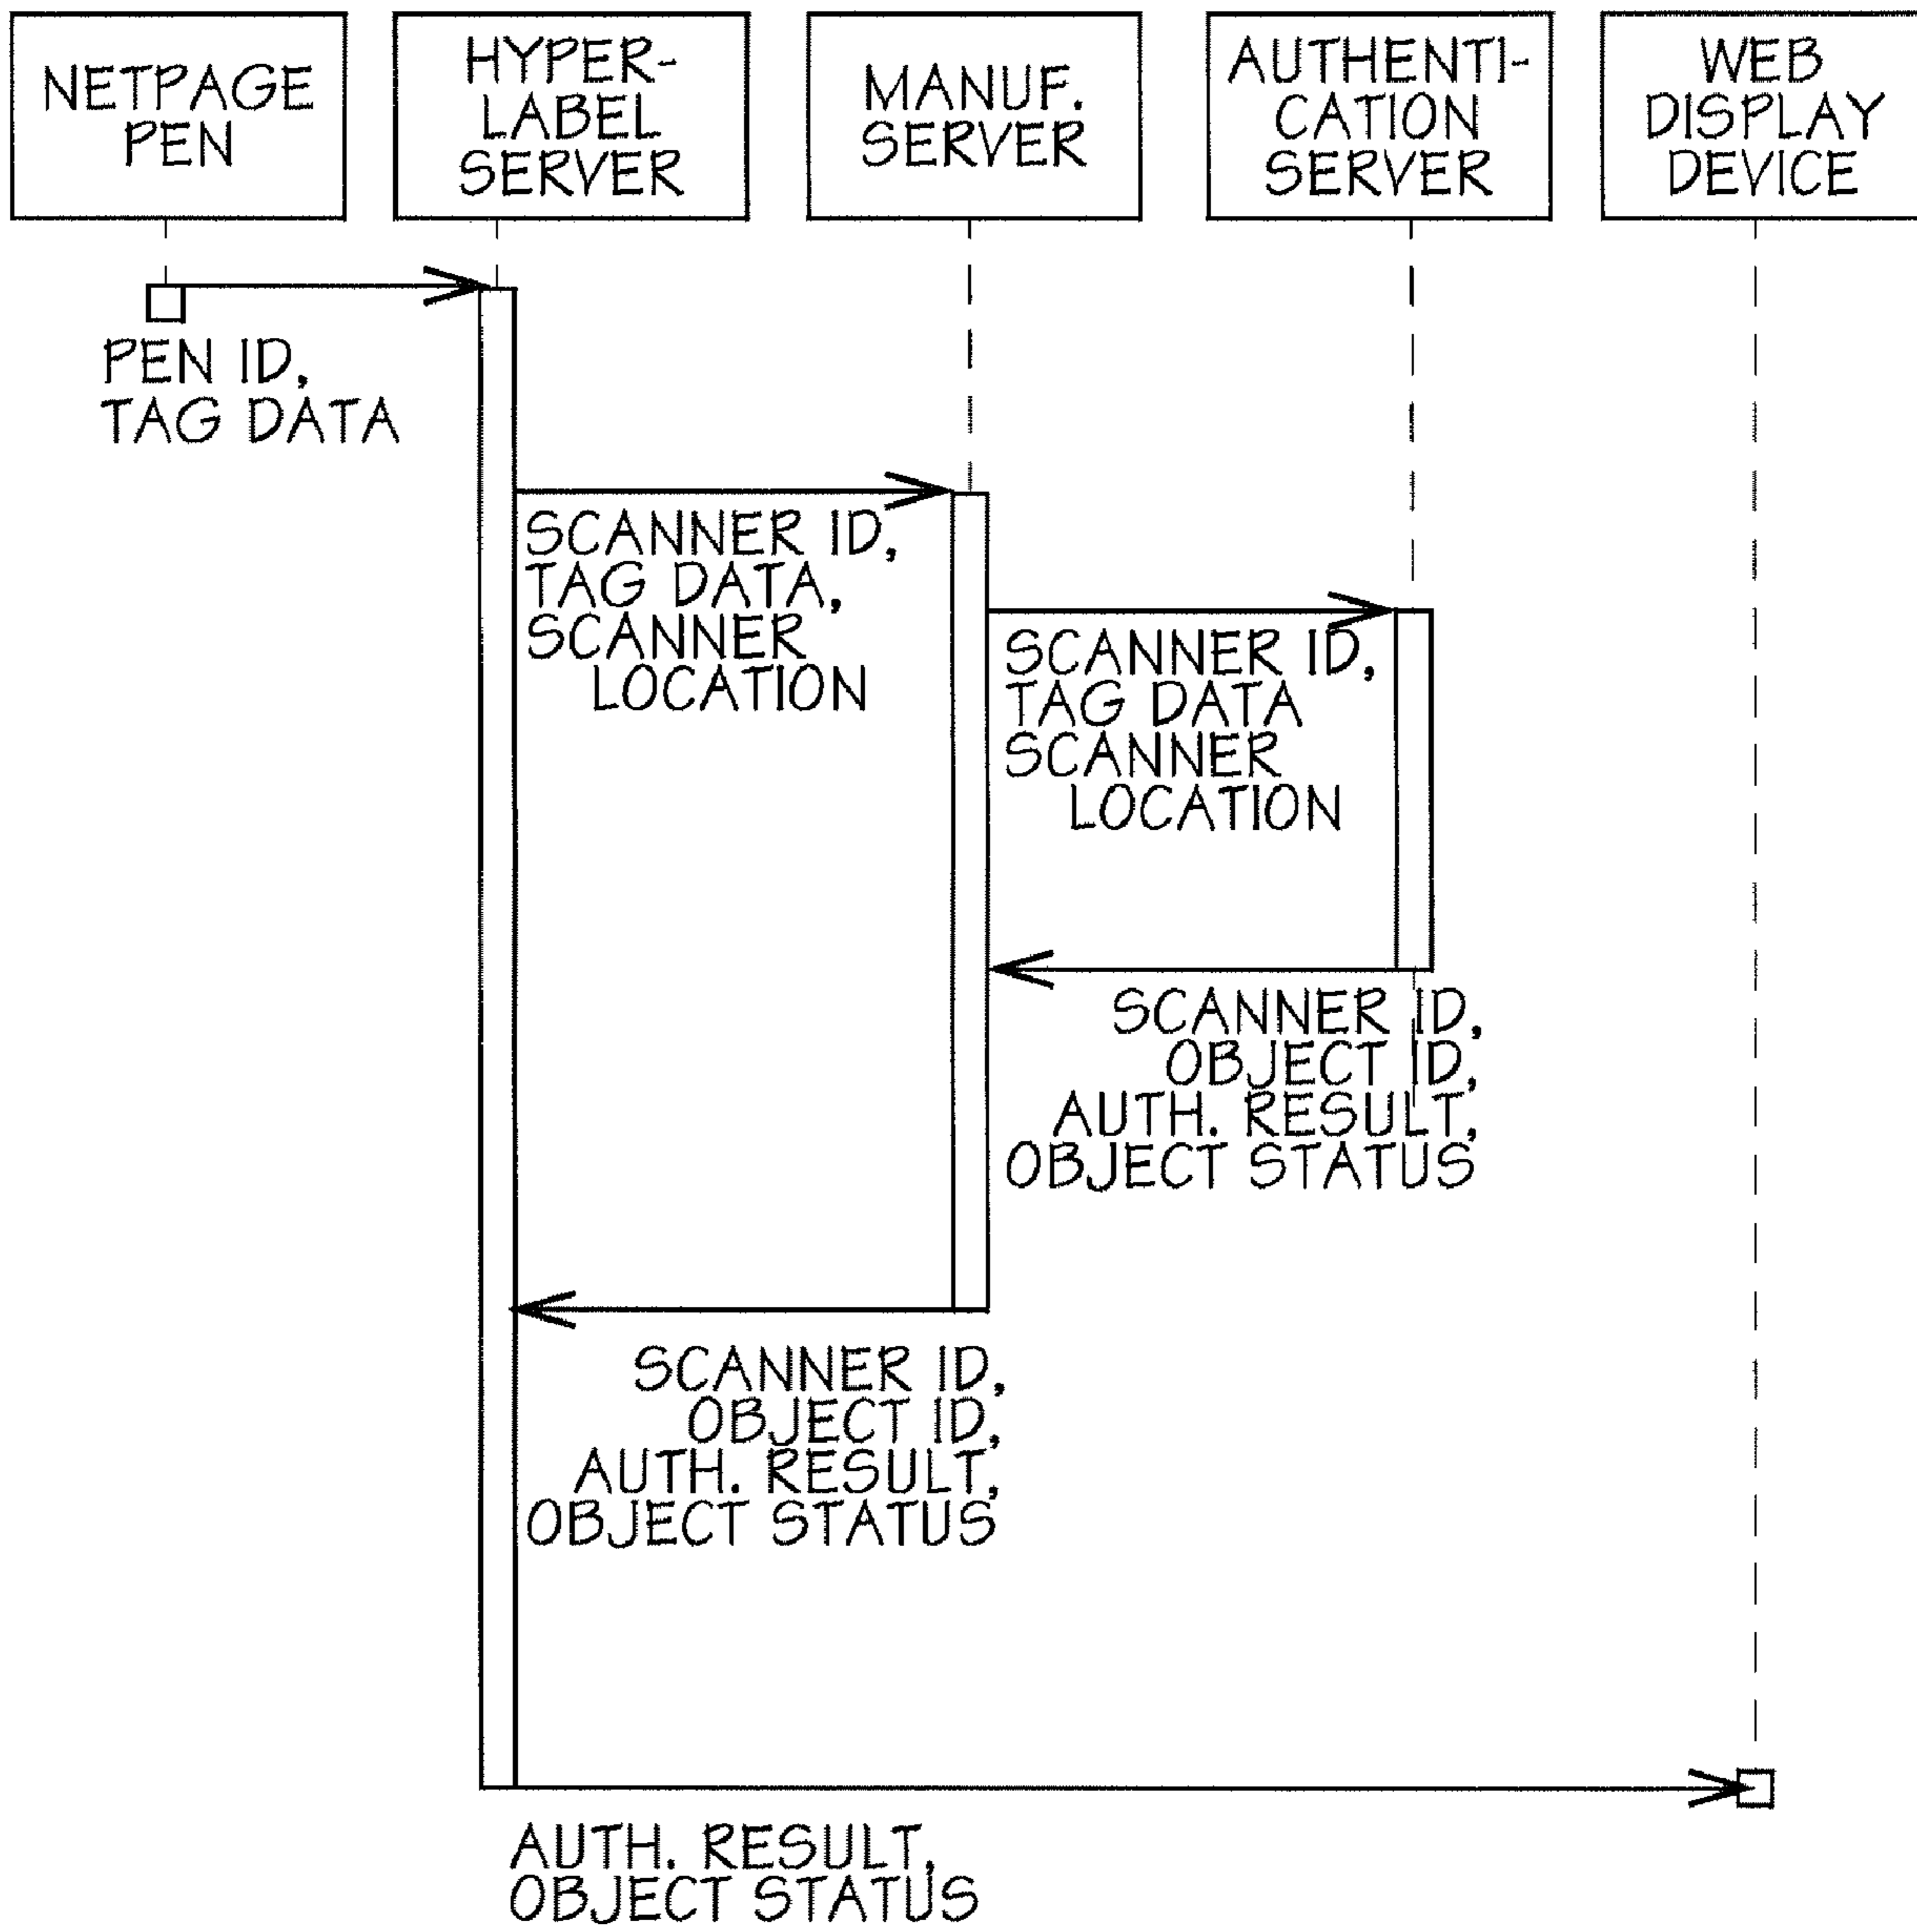 NETPAGE
PEN
HYPER-
LABEL
SERVER
MANUF.
SERVER
AUTHENTI-
CATION
SERVER
WEB
DISPLAY
DEVICE
PEN ID,
TAG DATA
SCANNER ID,
TAG DATA,
SCANNER
LOCATION
SCANNER ID,
TAG DATA
SCANNER
LOCATION
SCANNER ID,
OBJECT ID,
AUTH. RESULT,
OBJECT STATUS
SCANNER ID,
OBJECT ID,
AUTH. RESULT,
OBJECT STATUS
AUTH. RESULT,
OBJECT STATUS